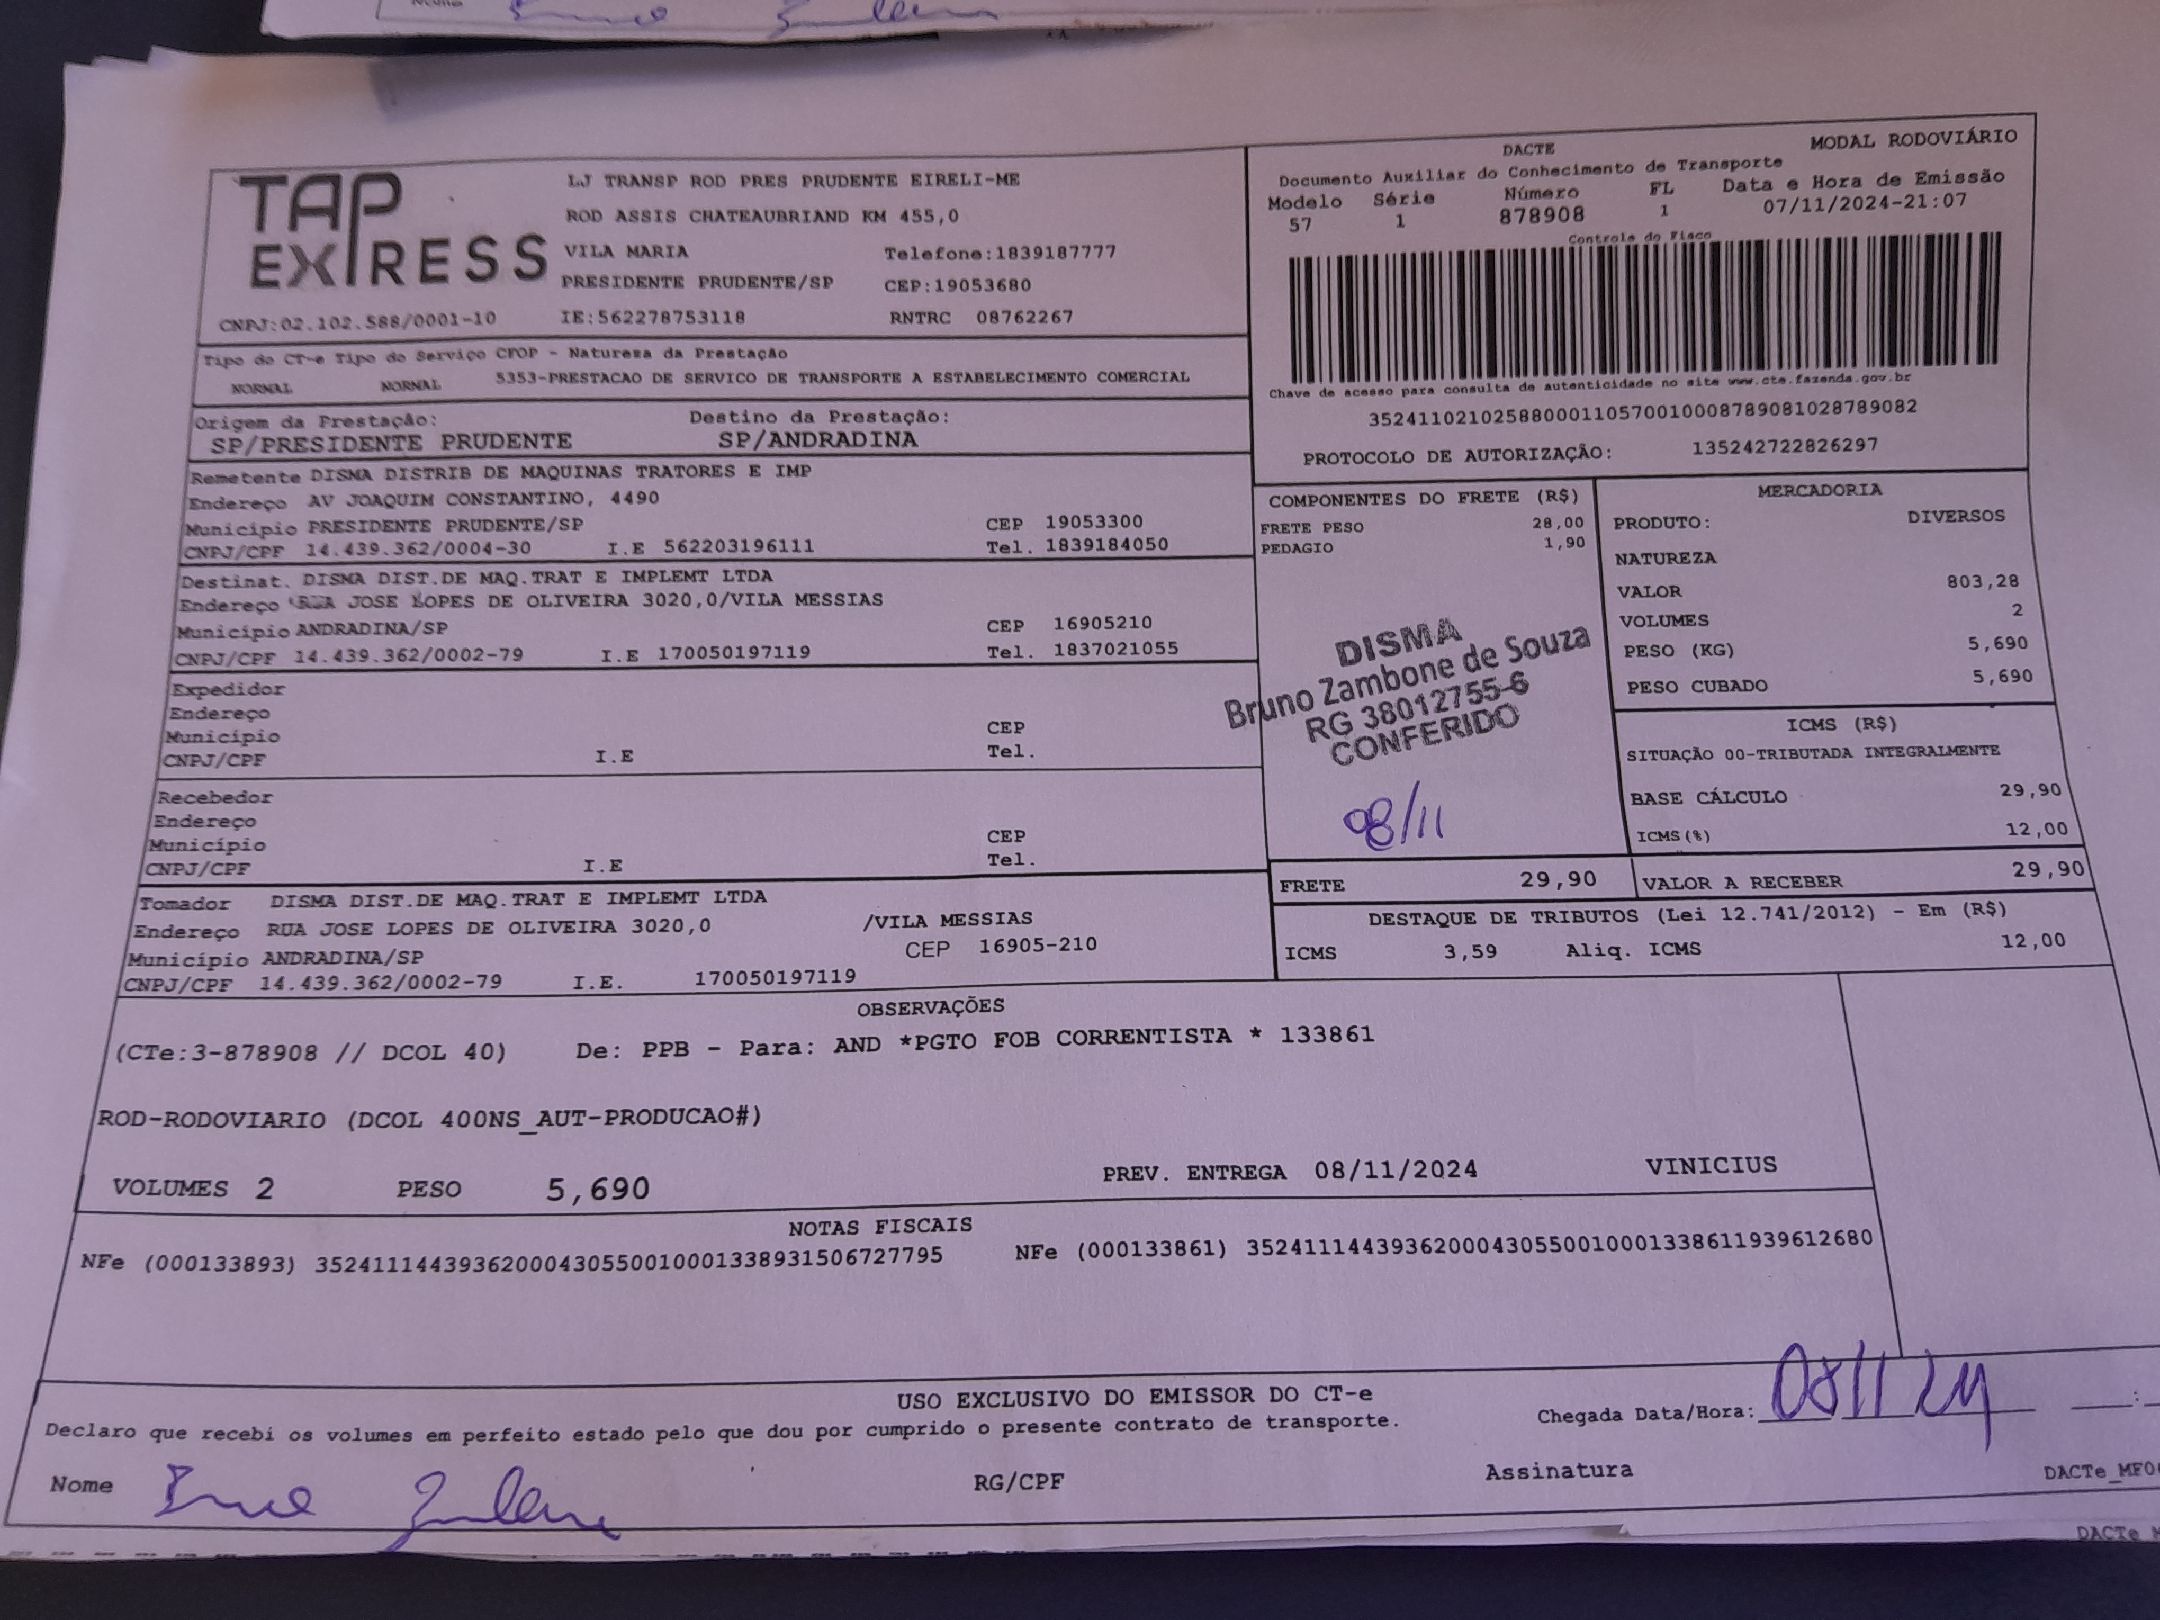 TAP
EXPRESS
LJ TRANSP ROD PRES PRUDENTE EIRELI-ME
ROD ASSIS CHATEAUBRIAND KM 455,0
VILA MARIA Telefone:1839187777
PRESIDENTE PRUDENTE/SP CEP:19053680
CNPJ:02.102.588/0001-10 IE:562278753118 RNTRC 08762267
DACTE MODAL RODOVIÁRIO
Documento Auxiliar do Conhecimento de Transporte
Modelo Série Número FL Data e Hora de Emissão
57 1 878908 1 07/11/2024-21:07
Controle do Fisco
Chave de acesso para consulta de autenticidade no site www.cte.fazenda.gov.br
35241102102588000110570010008789081028789082
PROTOCOLO DE AUTORIZAÇÃO: 135242722826297
Tipo do CT-e Tipo do Serviço CFOP - Natureza da Prestação
NORMAL NORMAL 5353-PRESTACAO DE SERVICO DE TRANSPORTE A ESTABELECIMENTO COMERCIAL
Origem da Prestação: Destino da Prestação:
SP/PRESIDENTE PRUDENTE SP/ANDRADINA
Remetente DISMA DISTRIB DE MAQUINAS TRATORES E IMP
Endereço AV JOAQUIM CONSTANTINO, 4490
Município PRESIDENTE PRUDENTE/SP CEP 19053300
CNPJ/CPF 14.439.362/0004-30 I.E 562203196111 Tel. 1839184050
Destinat. DISMA DIST.DE MAQ.TRAT E IMPLEMT LTDA
Endereço RUA JOSE LOPES DE OLIVEIRA 3020,0/VILA MESSIAS
Município ANDRADINA/SP CEP 16905210
CNPJ/CPF 14.439.362/0002-79 I.E 170050197119 Tel. 1837021055
Expedidor
Endereço
Município CEP
CNPJ/CPF I.E Tel.
Recebedor
Endereço
Município CEP
CNPJ/CPF I.E Tel.
Tomador DISMA DIST.DE MAQ.TRAT E IMPLEMT LTDA
Endereço RUA JOSE LOPES DE OLIVEIRA 3020,0 /VILA MESSIAS
Município ANDRADINA/SP CEP 16905-210
CNPJ/CPF 14.439.362/0002-79 I.E. 170050197119
COMPONENTES DO FRETE (R$)
FRETE PESO 28,00
PEDAGIO 1,90
DISMA
Bruno Zambone de Souza
RG 38012755-6
CONFERIDO
08/11
MERCADORIA
PRODUTO: DIVERSOS
NATUREZA
VALOR 803,28
VOLUMES 2
PESO (KG) 5,690
PESO CUBADO 5,690
ICMS (R$)
SITUAÇÃO 00-TRIBUTADA INTEGRALMENTE
BASE CÁLCULO 29,90
ICMS(%) 12,00
FRETE 29,90 VALOR A RECEBER 29,90
DESTAQUE DE TRIBUTOS (Lei 12.741/2012) - Em (R$)
ICMS 3,59 Aliq. ICMS 12,00
OBSERVAÇÕES
(CTe:3-878908 // DCOL 40) De: PPB - Para: AND *PGTO FOB CORRENTISTA * 133861
ROD-RODOVIARIO (DCOL 400NS_AUT-PRODUCAO#)
VOLUMES 2 PESO 5,690 PREV. ENTREGA 08/11/2024 VINICIUS
NOTAS FISCAIS
NFe (000133893) 35241114439362000430550010001338931506727795 NFe (000133861) 35241114439362000430550010001338611939612680
USO EXCLUSIVO DO EMISSOR DO CT-e
Declaro que recebi os volumes em perfeito estado pelo que dou por cumprido o presente contrato de transporte.
Chegada Data/Hora: 08/11 24 :
Nome RG/CPF Assinatura